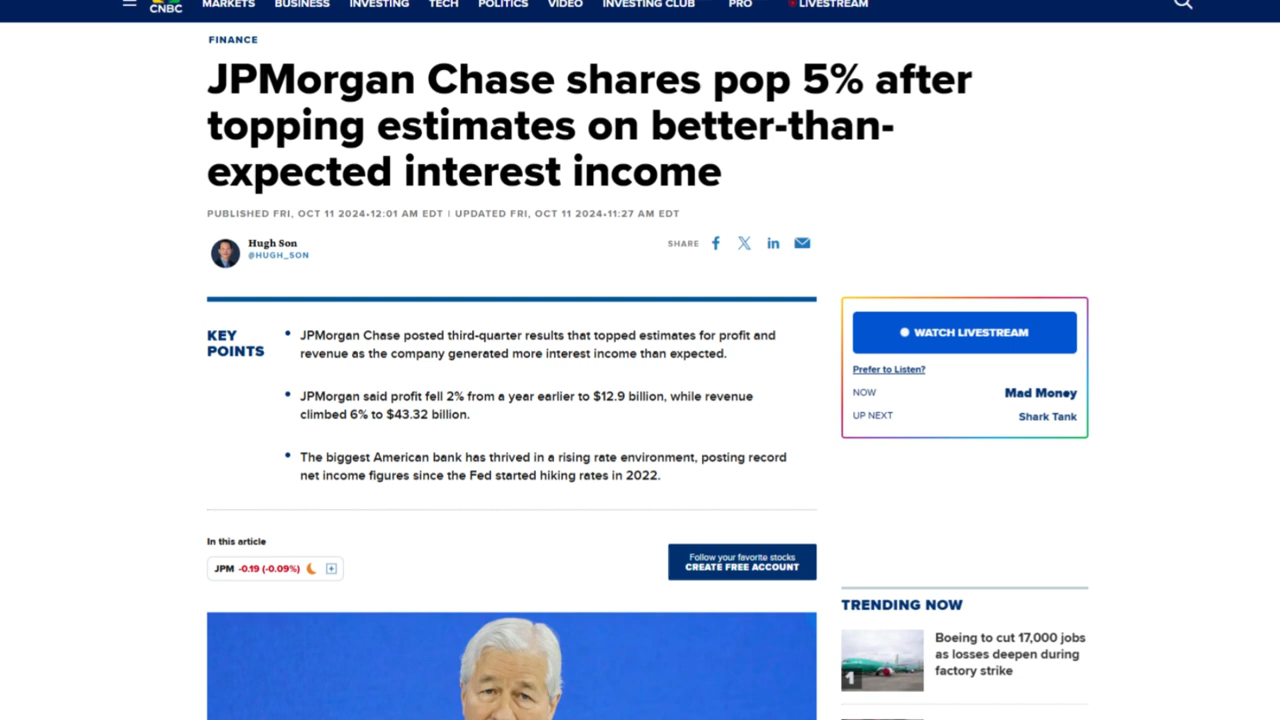 CNBC
MARKETS BUSINESS INVESTING TECH POLITICS VIDEO INVESTING CLUB PRO LIVESTREAM
FINANCE
JPMorgan Chase shares pop 5% after
topping estimates on better-than-
expected interest income
PUBLISHED FRI, OCT 11 2024•12:01 AM EDT | UPDATED FRI, OCT 11 2024•11:27 AM EDT
Hugh Son
@HUGH_SON
SHARE
KEY
POINTS
• JPMorgan Chase posted third-quarter results that topped estimates for profit and
revenue as the company generated more interest income than expected.
• JPMorgan said profit fell 2% from a year earlier to $12.9 billion, while revenue
climbed 6% to $43.32 billion.
• The biggest American bank has thrived in a rising rate environment, posting record
net income figures since the Fed started hiking rates in 2022.
WATCH LIVESTREAM
Prefer to Listen?
NOW Mad Money
UP NEXT Shark Tank
In this article
JPM -0.19 (-0.09%)
Follow your favorite stocks
CREATE FREE ACCOUNT
TRENDING NOW
1
Boeing to cut 17,000 jobs
as losses deepen during
factory strike